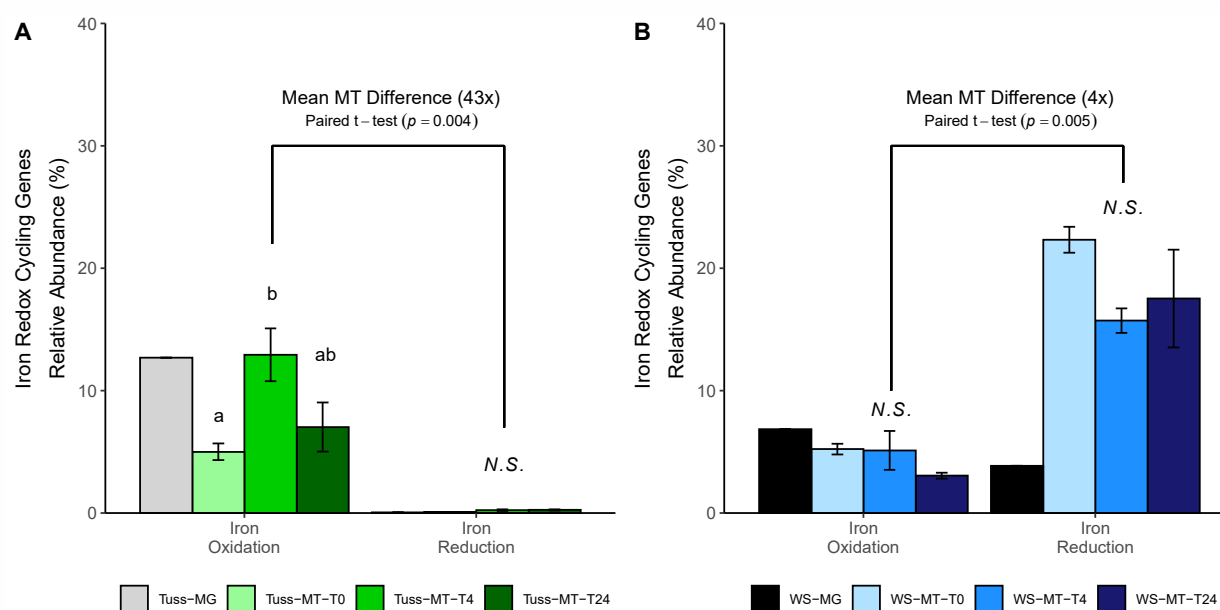 A
Iron Redox Cycling Genes
Relative Abundance (%)
40
30
20
10
0
Mean MT Difference (43x)
Paired t−test (p = 0.004)
a
b
ab
N.S.
Iron
Oxidation
Iron
Reduction
Tuss−MG Tuss−MT−T0 Tuss−MT−T4 Tuss−MT−T24
B
Iron Redox Cycling Genes
Relative Abundance (%)
40
30
20
10
0
Mean MT Difference (4x)
Paired t−test (p = 0.005)
N.S.
N.S.
Iron
Oxidation
Iron
Reduction
WS−MG WS−MT−T0 WS−MT−T4 WS−MT−T24